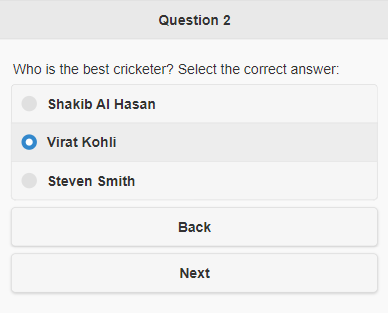 Question 2
Who is the best cricketer? Select the correct answer:
Shakib Al Hasan
Virat Kohli
Steven Smith
Back
Next